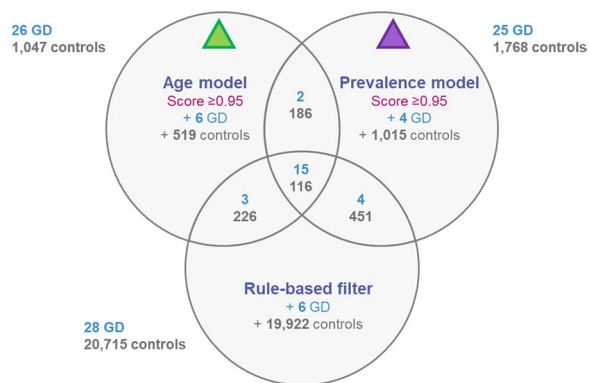 26 GD
1,047 controls
25 GD
1,768 controls
Age model
Score ≥0.95
+ 6 GD
+ 519 controls
2
186
Prevalence model
Score ≥0.95
+ 4 GD
+ 1,015 controls
15
116
3
226
4
451
Rule-based filter
+ 6 GD
+ 19,922 controls
28 GD
20,715 controls